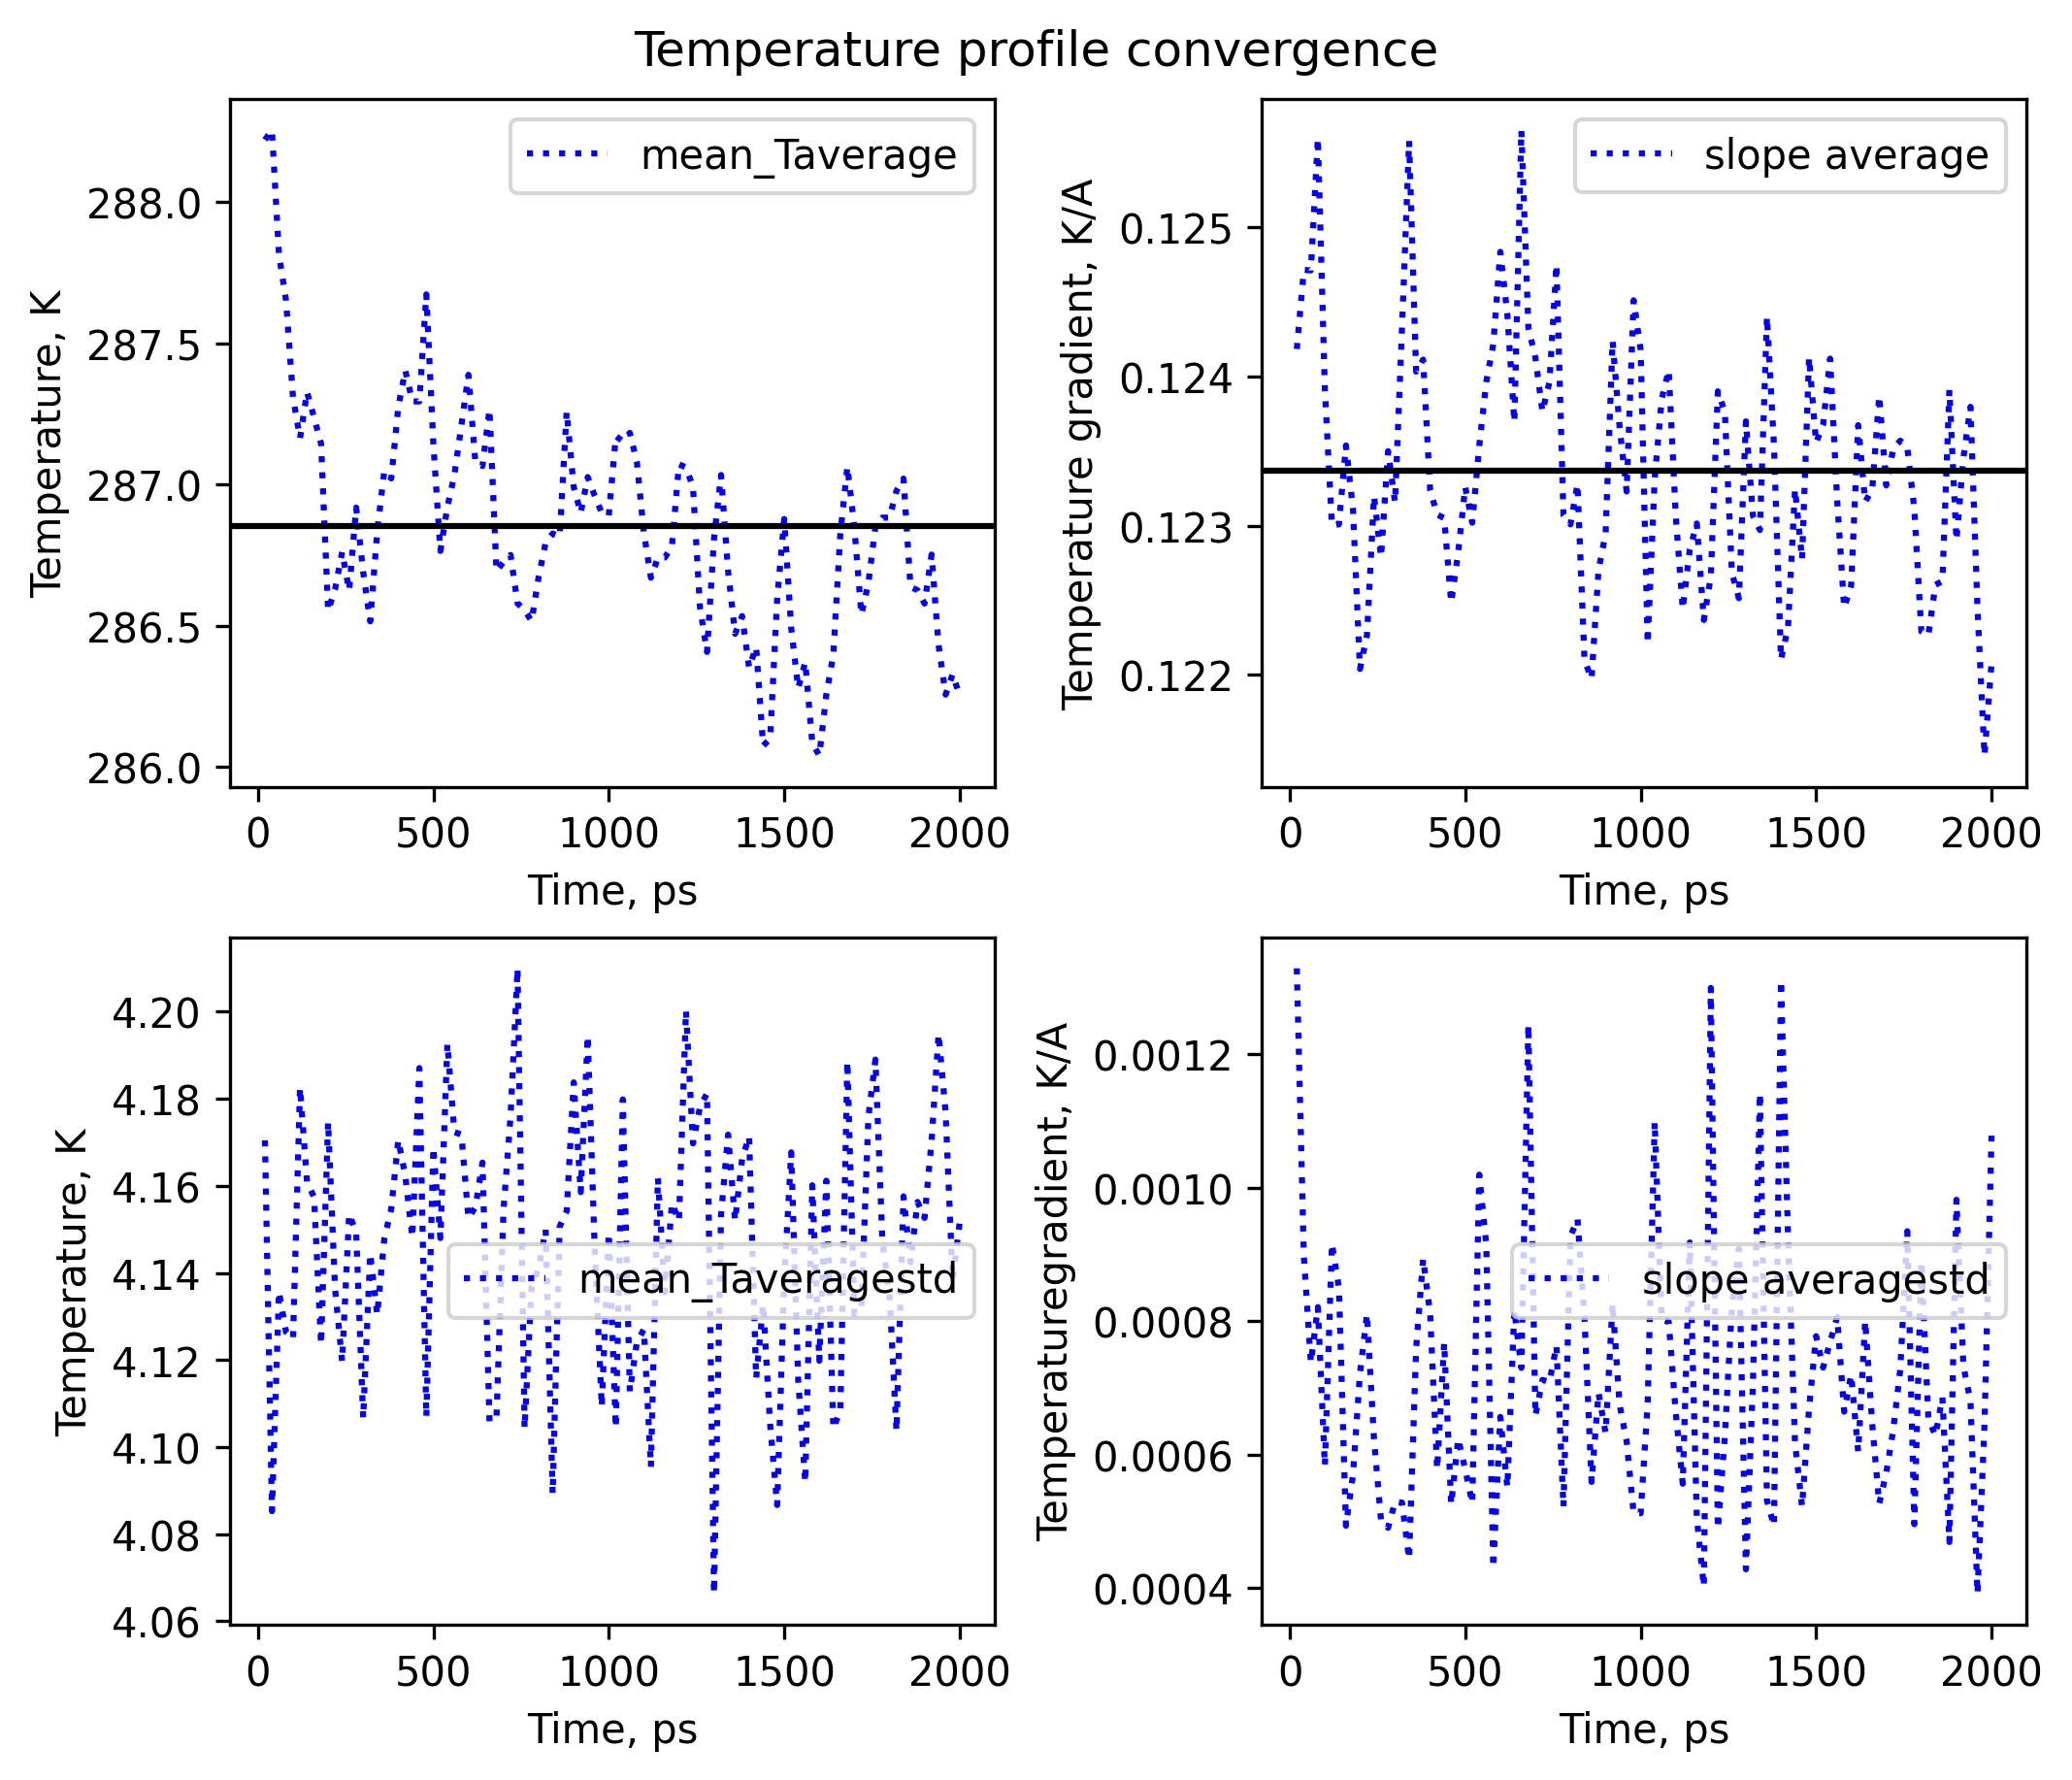 Temperature profile convergence
mean_Taverage
Temperature, K
288.0
287.5
287.0
286.5
286.0
0 500 1000 1500 2000
Time, ps
slope average
Temperature gradient, K/A
0.125
0.124
0.123
0.122
0 500 1000 1500 2000
Time, ps
mean_Taveragestd
Temperature, K
4.20
4.18
4.16
4.14
4.12
4.10
4.08
4.06
0 500 1000 1500 2000
Time, ps
slope averagestd
Temperaturegradient, K/A
0.0012
0.0010
0.0008
0.0006
0.0004
0 500 1000 1500 2000
Time, ps